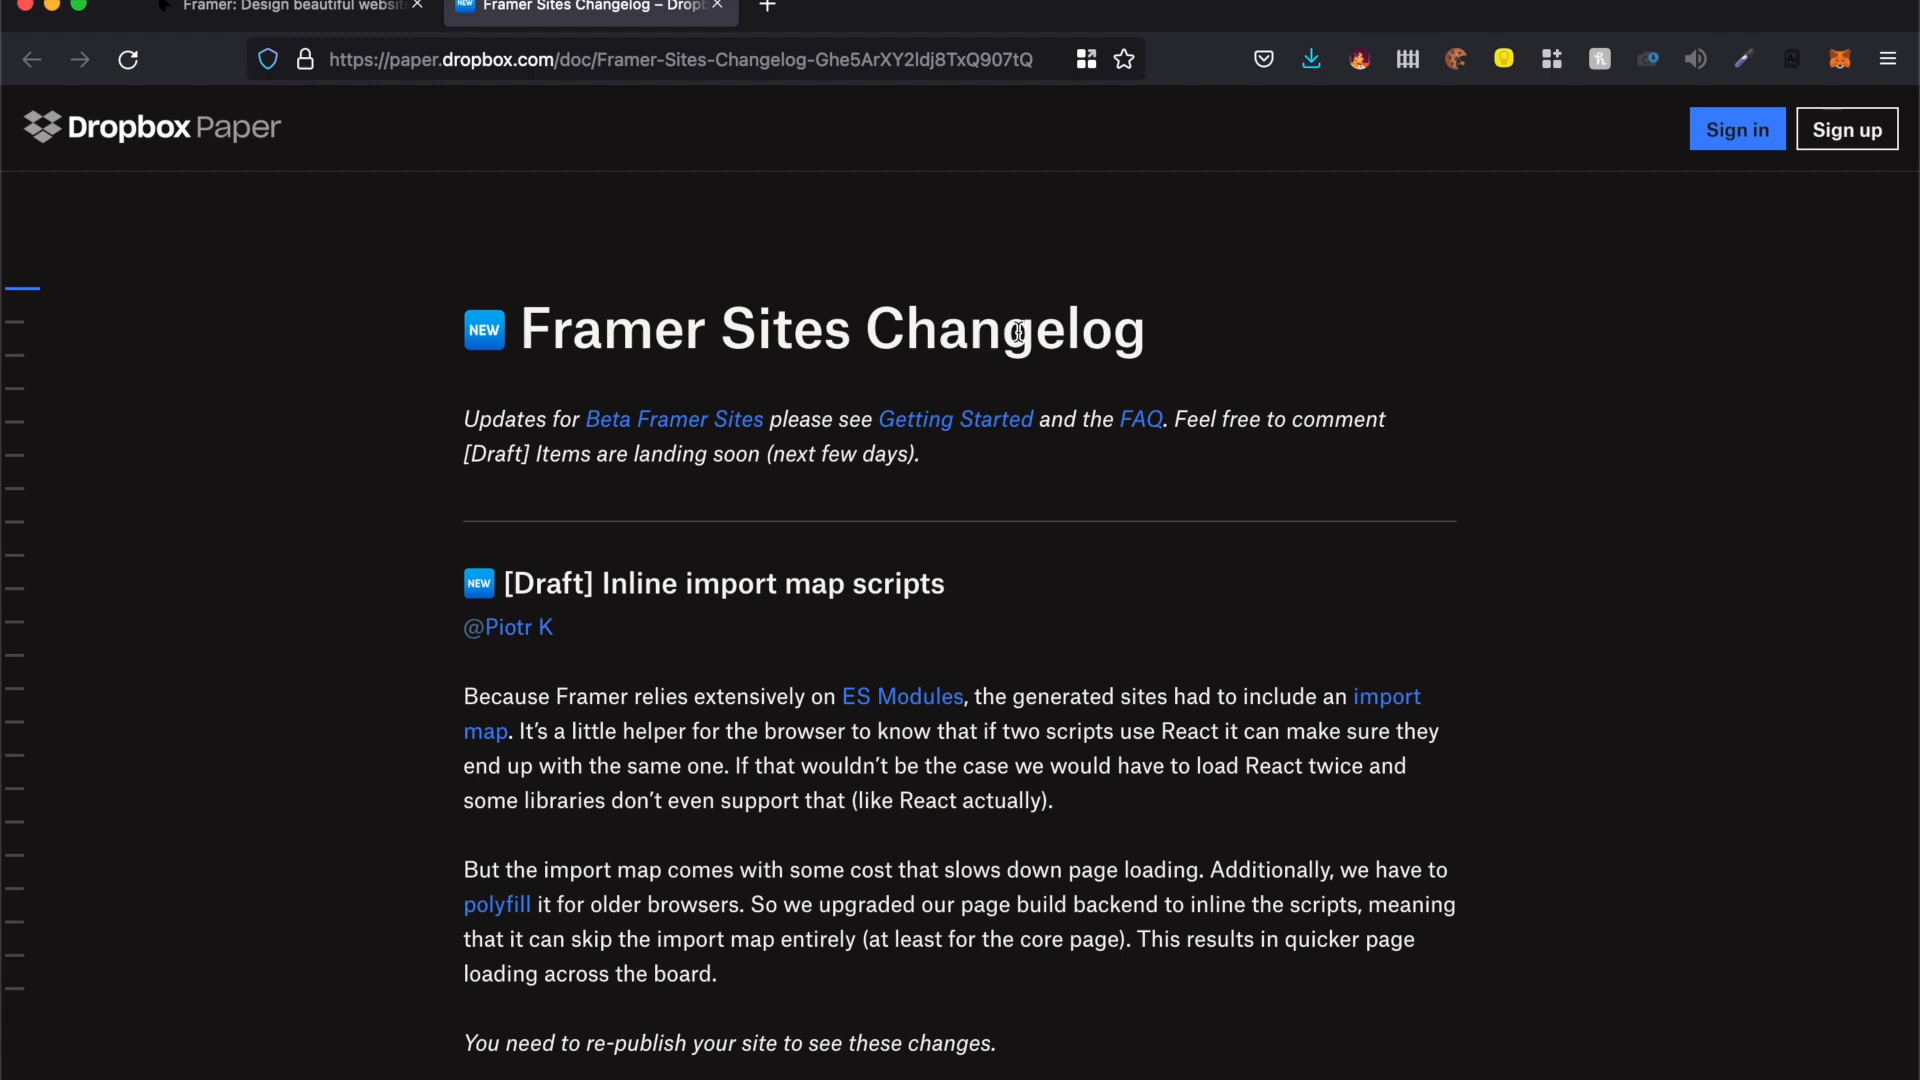 Framer: Design beautiful websit
NEW Framer Sites Changelog – Dropb
https://paper.dropbox.com/doc/Framer-Sites-Changelog-Ghe5ArXY2ldj8TxQ907tQ
Dropbox Paper
Sign in
Sign up
NEW Framer Sites Changelog
Updates for Beta Framer Sites please see Getting Started and the FAQ. Feel free to comment
[Draft] Items are landing soon (next few days).
NEW [Draft] Inline import map scripts
@Piotr K
Because Framer relies extensively on ES Modules, the generated sites had to include an import
map. It’s a little helper for the browser to know that if two scripts use React it can make sure they
end up with the same one. If that wouldn’t be the case we would have to load React twice and
some libraries don’t even support that (like React actually).
But the import map comes with some cost that slows down page loading. Additionally, we have to
polyfill it for older browsers. So we upgraded our page build backend to inline the scripts, meaning
that it can skip the import map entirely (at least for the core page). This results in quicker page
loading across the board.
You need to re-publish your site to see these changes.